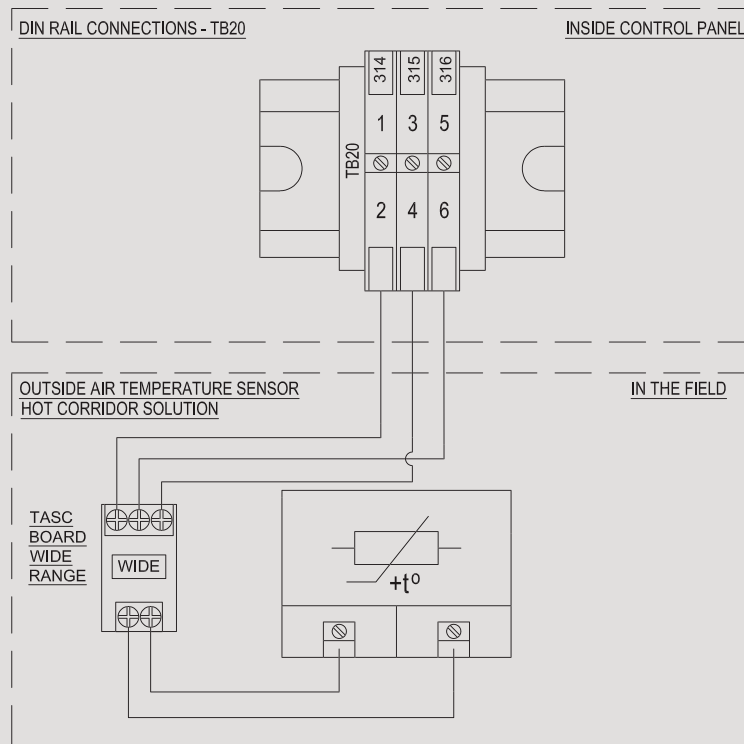 DIN RAIL CONNECTIONS - TB20
INSIDE CONTROL PANEL
314 315 316
1 3 5
TB20
2 4 6
OUTSIDE AIR TEMPERATURE SENSOR
HOT CORRIDOR SOLUTION
IN THE FIELD
TASC
BOARD
WIDE
RANGE
WIDE
+tº